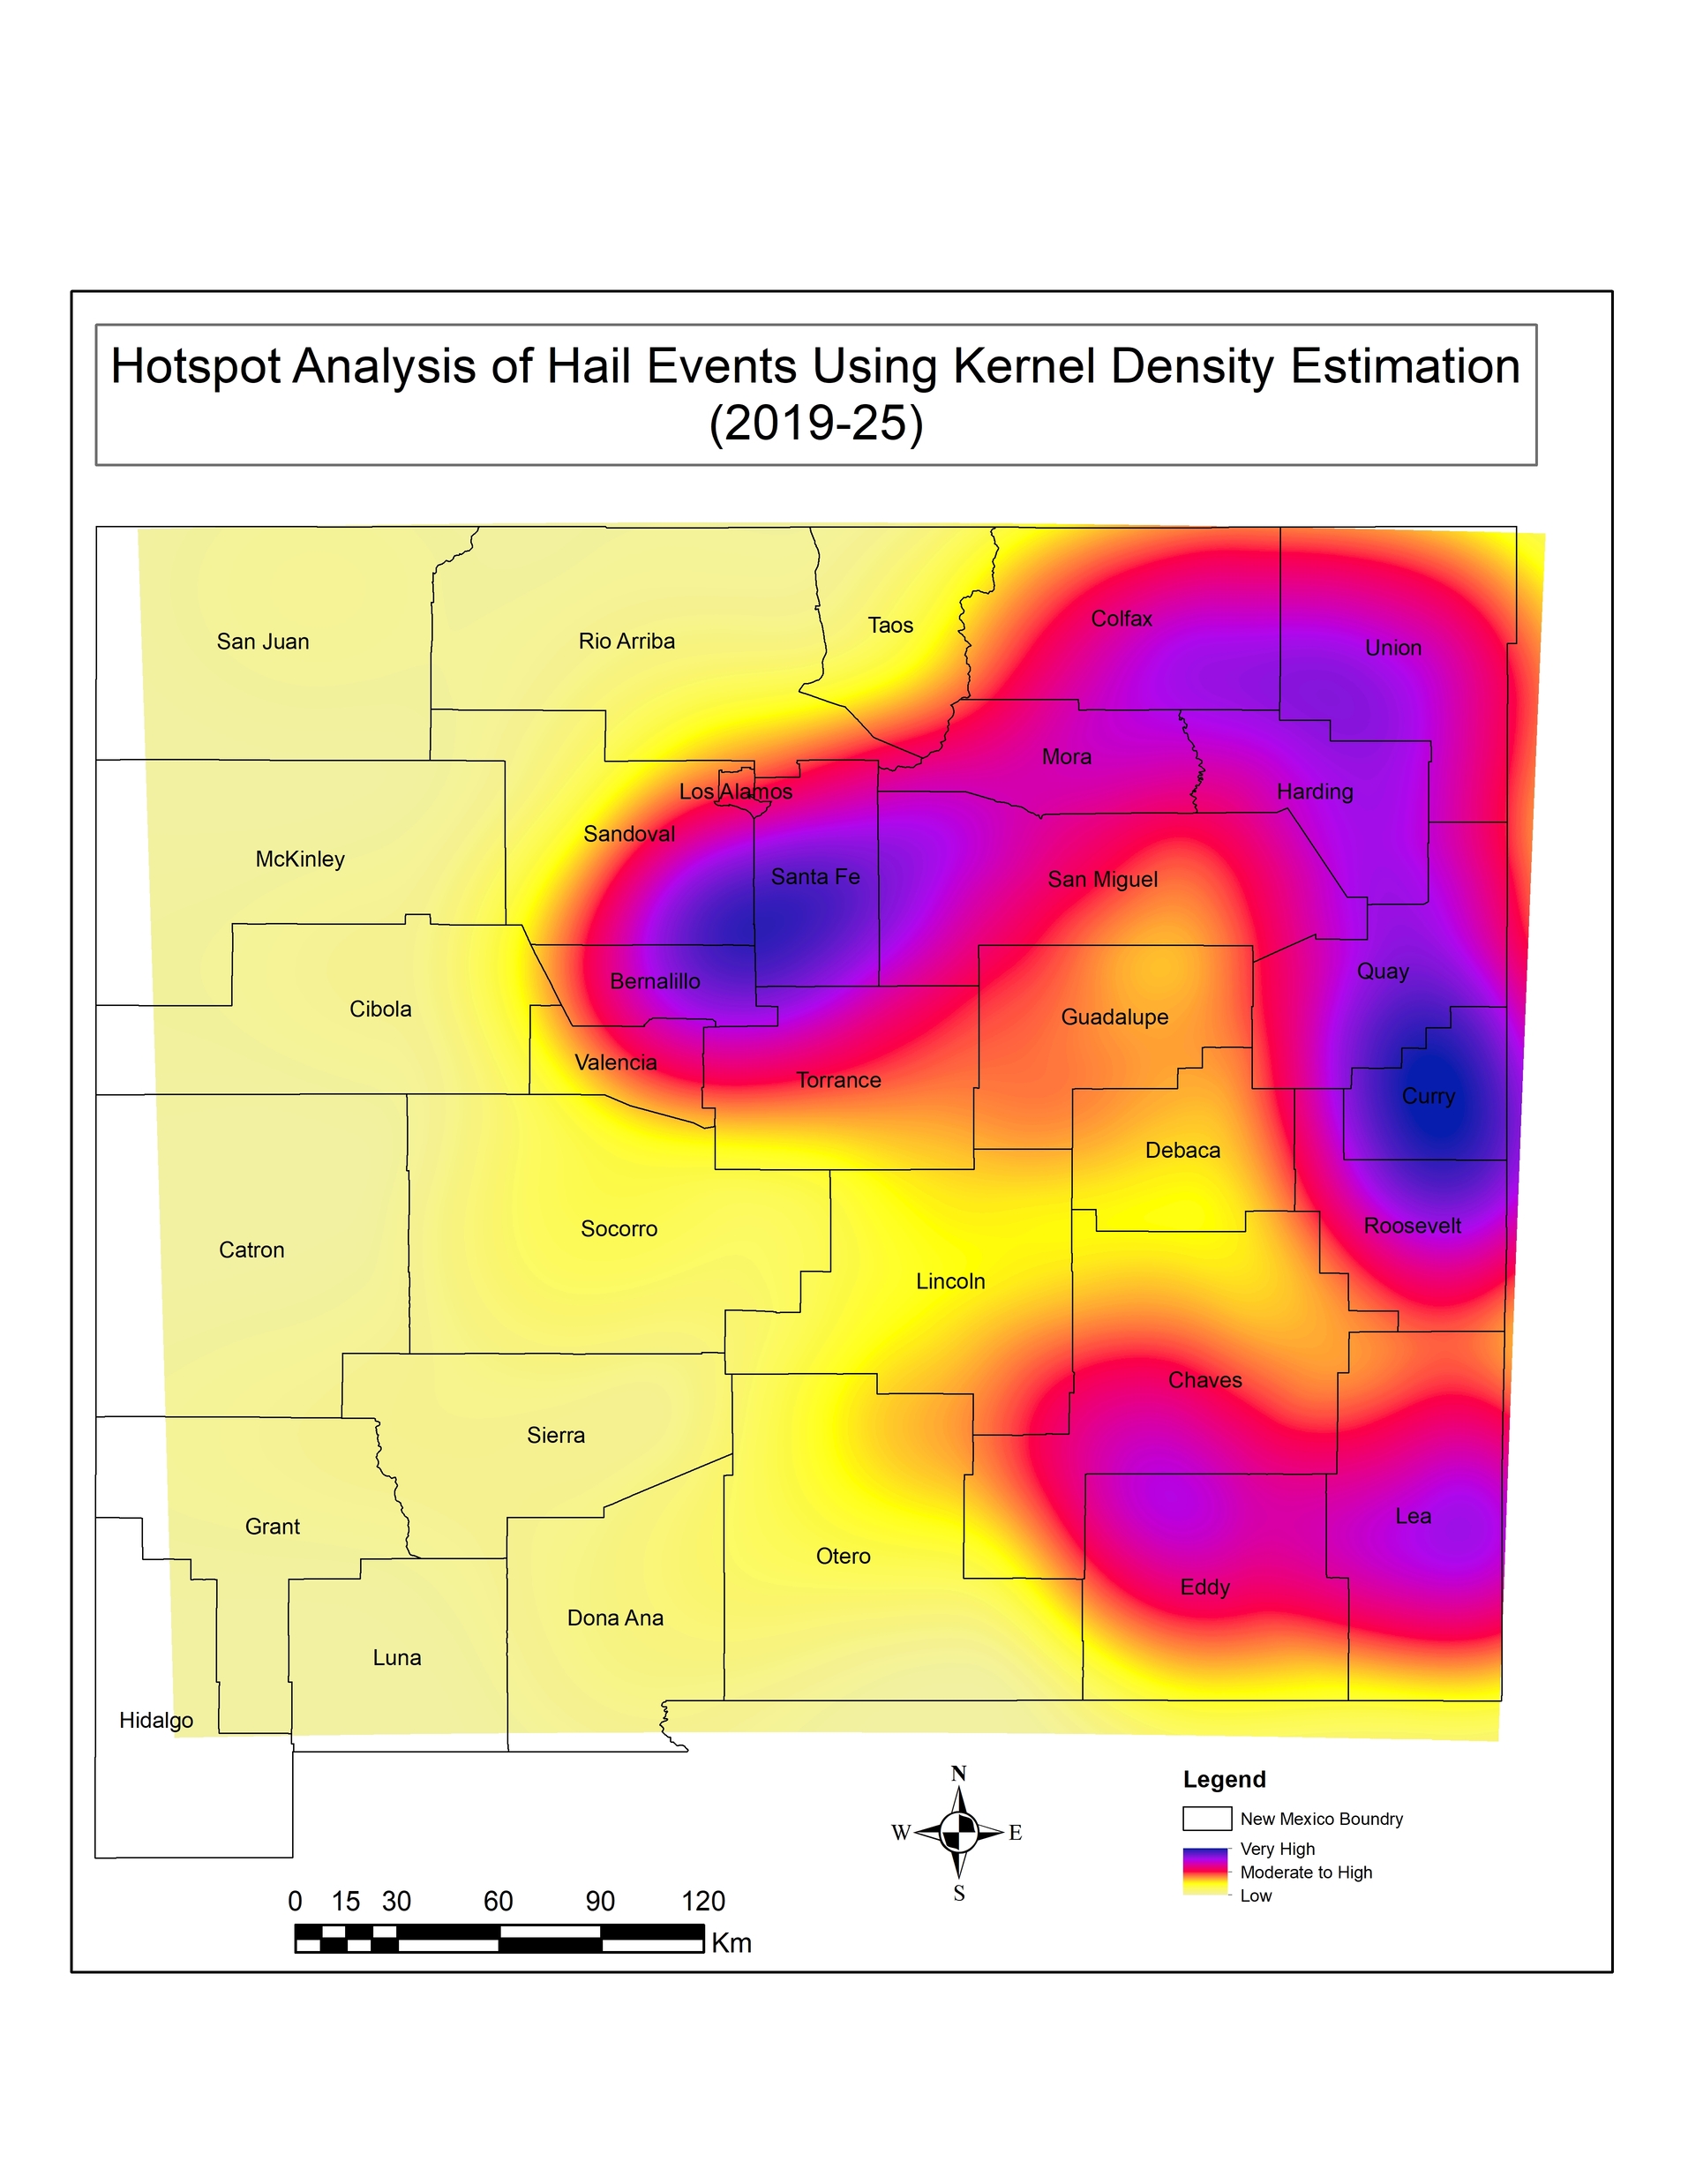 Hotspot Analysis of Hail Events Using Kernel Density Estimation
(2019-25)
San Juan
Rio Arriba
Taos
Colfax
Union
Mora
Harding
Los Alamos
Sandoval
McKinley
Santa Fe
San Miguel
Quay
Bernalillo
Cibola
Guadalupe
Valencia
Torrance
Curry
Debaca
Roosevelt
Socorro
Catron
Lincoln
Chaves
Sierra
Lea
Grant
Otero
Eddy
Dona Ana
Luna
Hidalgo
N
W E
S
Legend
New Mexico Boundry
Very High
Moderate to High
Low
0 15 30 60 90 120
Km